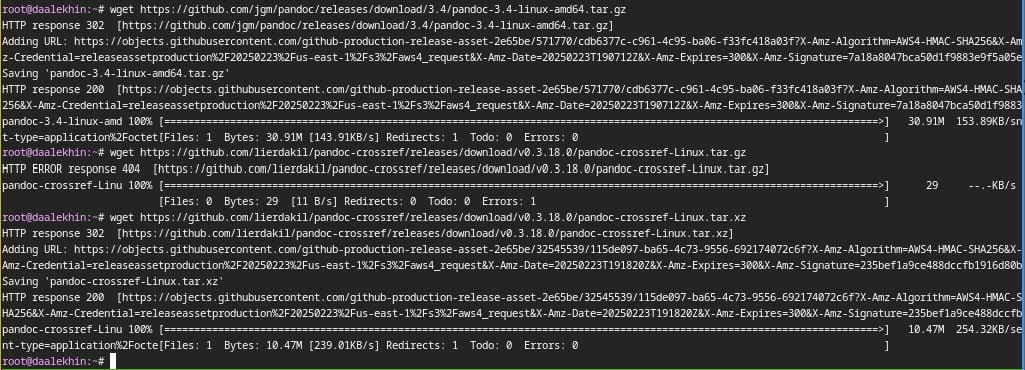 root@daalekhin:~# wget https://github.com/jgm/pandoc/releases/download/3.4/pandoc-3.4-linux-amd64.tar.gz
HTTP response 302  [https://github.com/jgm/pandoc/releases/download/3.4/pandoc-3.4-linux-amd64.tar.gz]
Adding URL: https://objects.githubusercontent.com/github-production-release-asset-2e65be/571770/cdb6377c-c961-4c95-ba06-f33fc418a03f?X-Amz-Algorithm=AWS4-HMAC-SHA256&X-Am
z-Credential=releaseassetproduction%2F20250223%2Fus-east-1%2Fs3%2Faws4_request&X-Amz-Date=20250223T190712Z&X-Amz-Expires=300&X-Amz-Signature=7a18a8047bca50d1f9883e9f5a05e
Saving 'pandoc-3.4-linux-amd64.tar.gz'
HTTP response 200  [https://objects.githubusercontent.com/github-production-release-asset-2e65be/571770/cdb6377c-c961-4c95-ba06-f33fc418a03f?X-Amz-Algorithm=AWS4-HMAC-SHA
256&X-Amz-Credential=releaseassetproduction%2F20250223%2Fus-east-1%2Fs3%2Faws4_request&X-Amz-Date=20250223T190712Z&X-Amz-Expires=300&X-Amz-Signature=7a18a8047bca50d1f9883
pandoc-3.4-linux-amd 100% [=====================================================================================================================>]   30.91M  153.89KB/sn
t-type=application%2Foctet[Files: 1  Bytes: 30.91M [143.91KB/s] Redirects: 1  Todo: 0  Errors: 0                                                   ]
root@daalekhin:~# wget https://github.com/lierdakil/pandoc-crossref/releases/download/v0.3.18.0/pandoc-crossref-Linux.tar.gz
HTTP ERROR response 404  [https://github.com/lierdakil/pandoc-crossref/releases/download/v0.3.18.0/pandoc-crossref-Linux.tar.gz]
pandoc-crossref-Linu 100% [=====================================================================================================================>]      29     --.-KB/s
[Files: 0  Bytes: 29  [11 B/s] Redirects: 0  Todo: 0  Errors: 1                                                    ]
root@daalekhin:~# wget https://github.com/lierdakil/pandoc-crossref/releases/download/v0.3.18.0/pandoc-crossref-Linux.tar.xz
HTTP response 302  [https://github.com/lierdakil/pandoc-crossref/releases/download/v0.3.18.0/pandoc-crossref-Linux.tar.xz]
Adding URL: https://objects.githubusercontent.com/github-production-release-asset-2e65be/32545539/115de097-ba65-4c73-9556-692174072c6f?X-Amz-Algorithm=AWS4-HMAC-SHA256&X-
Amz-Credential=releaseassetproduction%2F20250223%2Fus-east-1%2Fs3%2Faws4_request&X-Amz-Date=20250223T191820Z&X-Amz-Expires=300&X-Amz-Signature=235bef1a9ce488dccfb1916d80b
Saving 'pandoc-crossref-Linux.tar.xz'
HTTP response 200  [https://objects.githubusercontent.com/github-production-release-asset-2e65be/32545539/115de097-ba65-4c73-9556-692174072c6f?X-Amz-Algorithm=AWS4-HMAC-S
HA256&X-Amz-Credential=releaseassetproduction%2F20250223%2Fus-east-1%2Fs3%2Faws4_request&X-Amz-Date=20250223T191820Z&X-Amz-Expires=300&X-Amz-Signature=235bef1a9ce488dccfb
pandoc-crossref-Linu 100% [=====================================================================================================================>]   10.47M  254.32KB/se
nt-type=application%2Focte[Files: 1  Bytes: 10.47M [239.01KB/s] Redirects: 1  Todo: 0  Errors: 0                                                   ]
root@daalekhin:~#